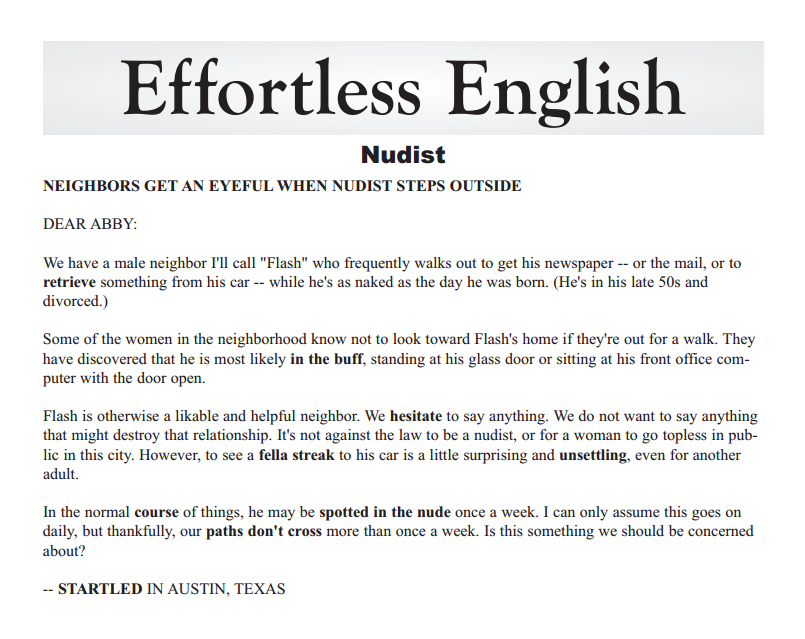 Effortless English
Nudist
NEIGHBORS GET AN EYEFUL WHEN NUDIST STEPS OUTSIDE
DEAR ABBY:
We have a male neighbor I'll call "Flash" who frequently walks out to get his newspaper -- or the mail, or to
retrieve something from his car -- while he's as naked as the day he was born. (He's in his late 50s and
divorced.)
Some of the women in the neighborhood know not to look toward Flash's home if they're out for a walk. They
have discovered that he is most likely in the buff, standing at his glass door or sitting at his front office com-
puter with the door open.
Flash is otherwise a likable and helpful neighbor. We hesitate to say anything. We do not want to say anything
that might destroy that relationship. It's not against the law to be a nudist, or for a woman to go topless in pub-
lic in this city. However, to see a fella streak to his car is a little surprising and unsettling, even for another
adult.
In the normal course of things, he may be spotted in the nude once a week. I can only assume this goes on
daily, but thankfully, our paths don't cross more than once a week. Is this something we should be concerned
about?
-- STARTLED IN AUSTIN, TEXAS